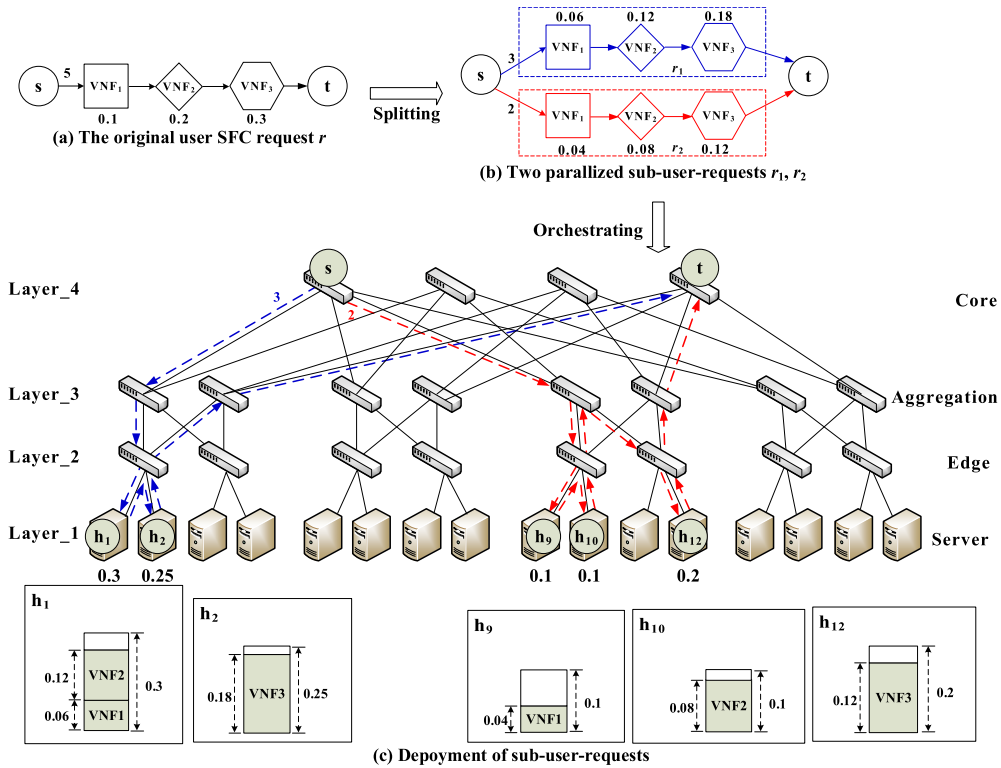 s
5
VNF1
VNF2
VNF3
t
0.1
0.2
0.3
(a) The original user SFC request r
Splitting
0.06
0.12
0.18
s
3
VNF1
VNF2
VNF3
r1
t
2
VNF1
VNF2
VNF3
0.04
0.08
r2
0.12
(b) Two parallized sub-user-requests r1, r2
Orchestrating
s
t
Layer_4
3
2
Core
Layer_3
Aggregation
Layer_2
Edge
Layer_1
h1
h2
h9
h10
h12
Server
0.3
0.25
0.1
0.1
0.2
h1
0.12
VNF2
0.06
VNF1
0.3
h2
0.18
VNF3
0.25
h9
0.04
VNF1
0.1
h10
0.08
VNF2
0.1
h12
0.12
VNF3
0.2
(c) Depoyment of sub-user-requests